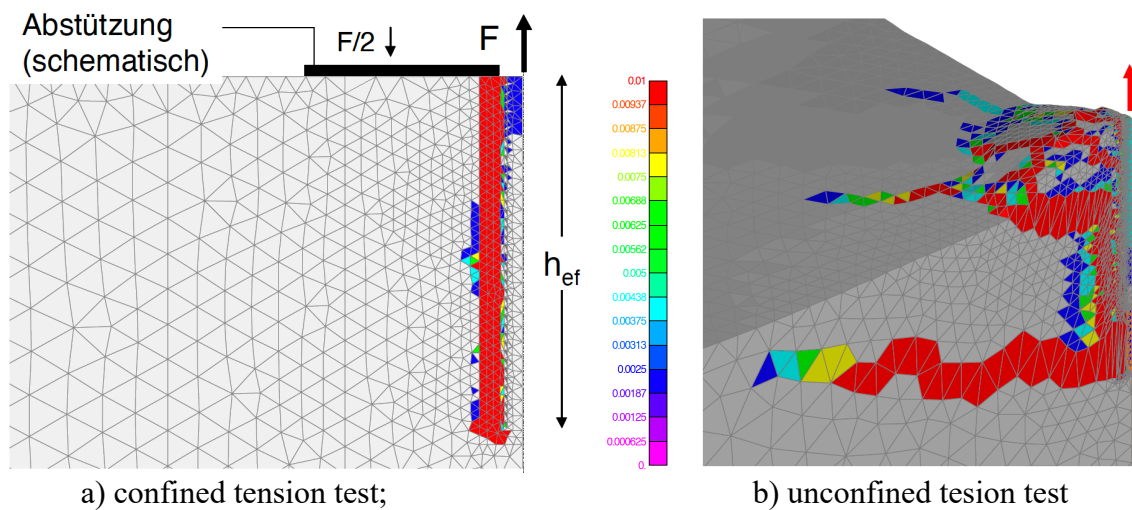 Abstützung
(schematisch)
F/2
F
h_ef
0.01
0.00937
0.00875
0.00813
0.0075
0.00688
0.00625
0.00562
0.005
0.00438
0.00375
0.00313
0.0025
0.00187
0.00125
0.000625
0.
a) confined tension test;
b) unconfined tesion test